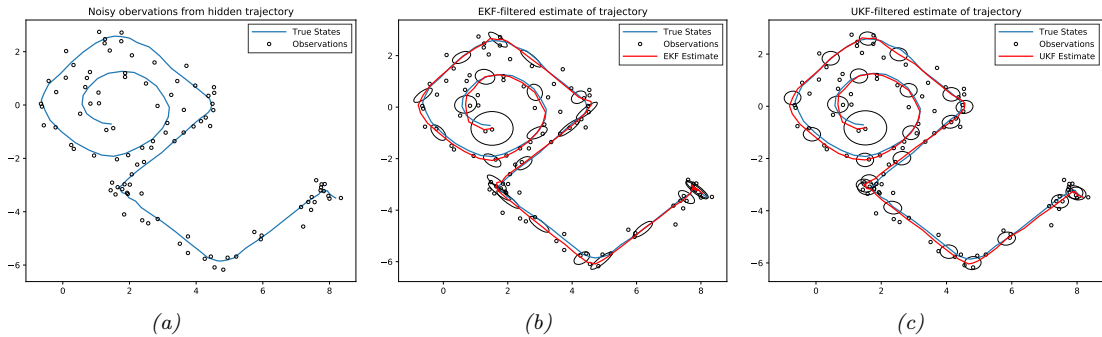 Noisy obervations from hidden trajectory
True States
Observations
2
0
−2
−4
−6
0
2
4
6
8
(a)
EKF-filtered estimate of trajectory
True States
Observations
EKF Estimate
2
0
−2
−4
−6
0
2
4
6
8
(b)
UKF-filtered estimate of trajectory
True States
Observations
UKF Estimate
2
0
−2
−4
−6
0
2
4
6
8
(c)